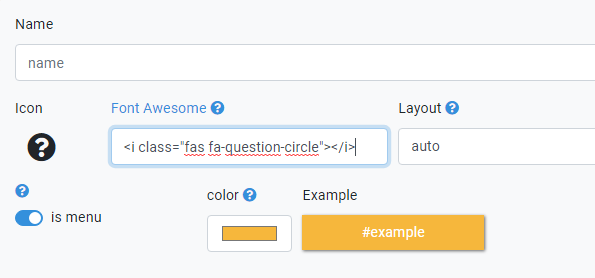 Name
name
Icon
Font Awesome
Layout
<i class="fas fa-question-circle"></i>
auto
is menu
color
Example
#example